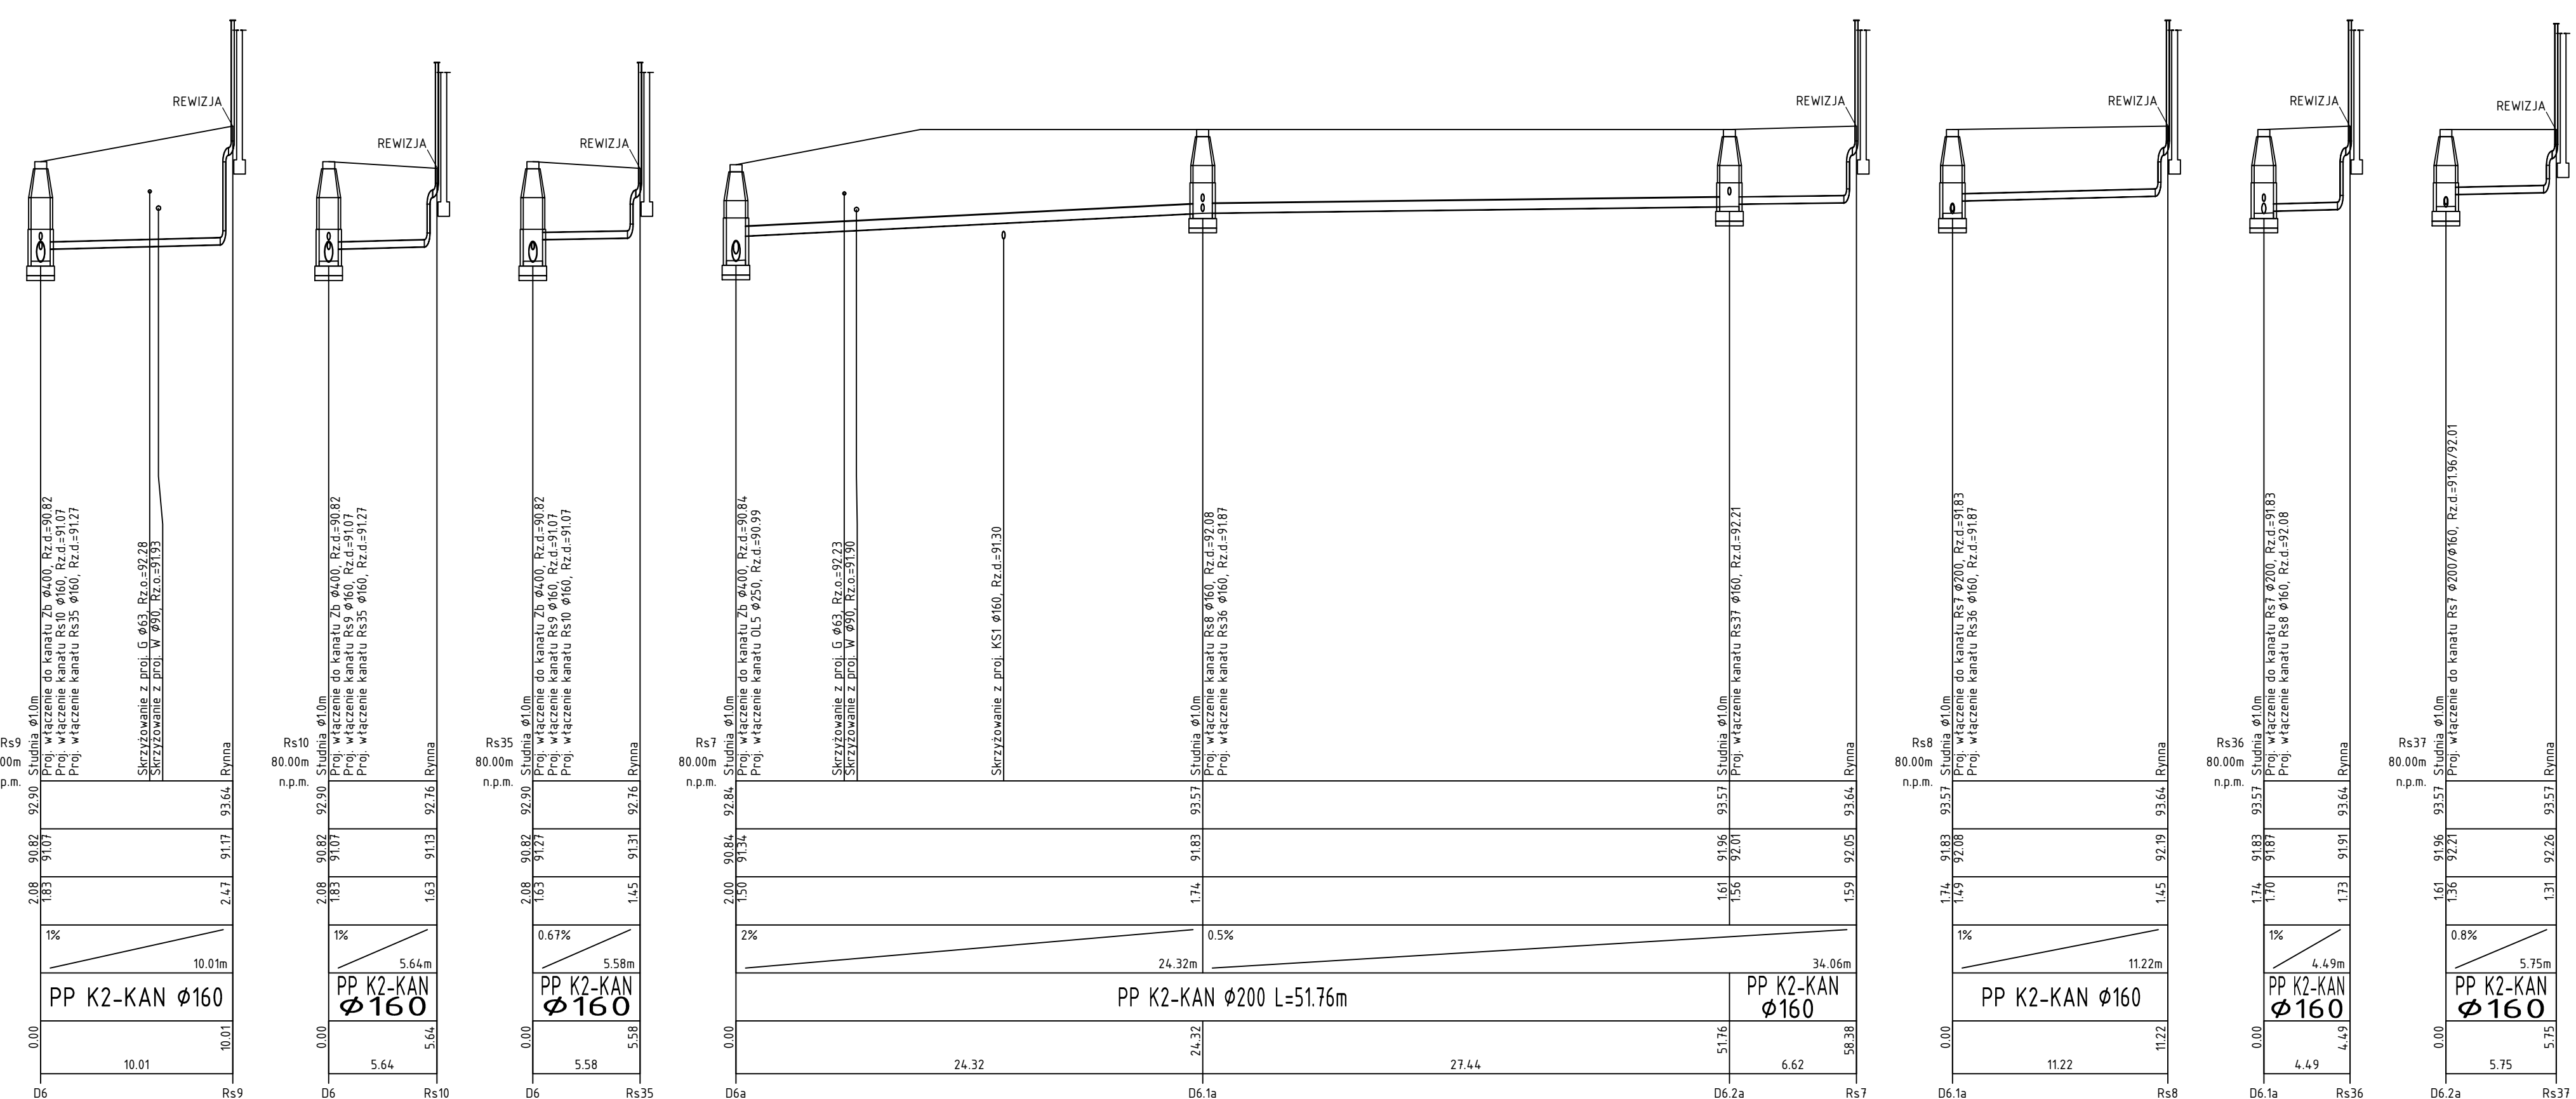 REWIZJA
Rs9
00m
p.m.
Studnia ϕ1.0m
Proj. włączenie do kanału Zb ϕ400, Rz.d.=90.82
Proj. włączenie kanału Rs10 ϕ160, Rz.d.=91.07
Proj. włączenie kanału Rs35 ϕ160, Rz.d.=91.27
Skrzyżowanie z proj. G ϕ63, Rz.o.=92.28
Skrzyżowanie z proj. W ϕ90, Rz.o.=91.93
Rynna
92.90 93.64
90.82 91.07 91.17
2.08 1.83 2.47
1%
10.01m
PP K2-KAN ϕ160
0.00 10.01
10.01
D6 Rs9
REWIZJA
Rs10
80.00m
n.p.m.
Studnia ϕ1.0m
Proj. włączenie do kanału Zb ϕ400, Rz.d.=90.82
Proj. włączenie kanału Rs9 ϕ160, Rz.d.=91.07
Proj. włączenie kanału Rs35 ϕ160, Rz.d.=91.27
Rynna
92.90 92.76
90.82 91.07 91.13
2.08 1.83 1.63
1%
5.64m
PP K2-KAN
ϕ160
0.00 5.64
5.64
D6 Rs10
REWIZJA
Rs35
80.00m
n.p.m.
Studnia ϕ1.0m
Proj. włączenie do kanału Zb ϕ400, Rz.d.=90.82
Proj. włączenie kanału Rs9 ϕ160, Rz.d.=91.07
Proj. włączenie kanału Rs10 ϕ160, Rz.d.=91.07
Rynna
92.90 92.76
90.82 91.27 91.31
2.08 1.63 1.45
0.67%
5.58m
PP K2-KAN
ϕ160
0.00 5.58
5.58
D6 Rs35
REWIZJA
Rs7
80.00m
n.p.m.
Studnia ϕ1.0m
Proj. włączenie do kanału Zb ϕ400, Rz.d.=90.84
Proj. włączenie kanału OL5 ϕ250, Rz.d.=90.99
Skrzyżowanie z proj. G ϕ63, Rz.o.=92.23
Skrzyżowanie z proj. W ϕ90, Rz.o.=91.90
Skrzyżowanie z proj. KS1 ϕ160, Rz.d.=91.30
Studnia ϕ1.0m
Proj. włączenie kanału Rs8 ϕ160, Rz.d.=92.08
Proj. włączenie kanału Rs36 ϕ160, Rz.d.=91.87
Studnia ϕ1.0m
Proj. włączenie kanału Rs37 ϕ160, Rz.d.=92.21
Rynna
92.84 93.57 93.57 93.64
90.84 91.34 91.83 91.96 92.01 92.05
2.00 1.50 1.74 1.61 1.56 1.59
2% 0.5%
24.32m 34.06m
PP K2-KAN ϕ200 L=51.76m
PP K2-KAN
ϕ160
0.00 24.32 51.76 58.38
24.32 27.44 6.62
D6a D6.1a D6.2a Rs7
REWIZJA
Rs8
80.00m
n.p.m.
Studnia ϕ1.0m
Proj. włączenie do kanału Rs7 ϕ200, Rz.d.=91.83
Proj. włączenie kanału Rs36 ϕ160, Rz.d.=91.87
Rynna
93.57 93.64
91.83 92.08 92.19
1.74 1.49 1.45
1%
11.22m
PP K2-KAN ϕ160
0.00 11.22
11.22
D6.1a Rs8
REWIZJA
Rs36
80.00m
n.p.m.
Studnia ϕ1.0m
Proj. włączenie do kanału Rs7 ϕ200, Rz.d.=91.83
Proj. włączenie kanału Rs8 ϕ160, Rz.d.=92.08
Rynna
93.57 93.64
91.83 91.87 91.91
1.74 1.70 1.73
1%
4.49m
PP K2-KAN
ϕ160
0.00 4.49
4.49
D6.1a Rs36
REWIZJA
Rs37
80.00m
n.p.m.
Studnia ϕ1.0m
Proj. włączenie do kanału Rs7 ϕ200/ϕ160, Rz.d.=91.96/92.01
Rynna
93.57 93.57
91.96 92.21 92.26
1.61 1.36 1.31
0.8%
5.75m
PP K2-KAN
ϕ160
0.00 5.75
5.75
D6.2a Rs37